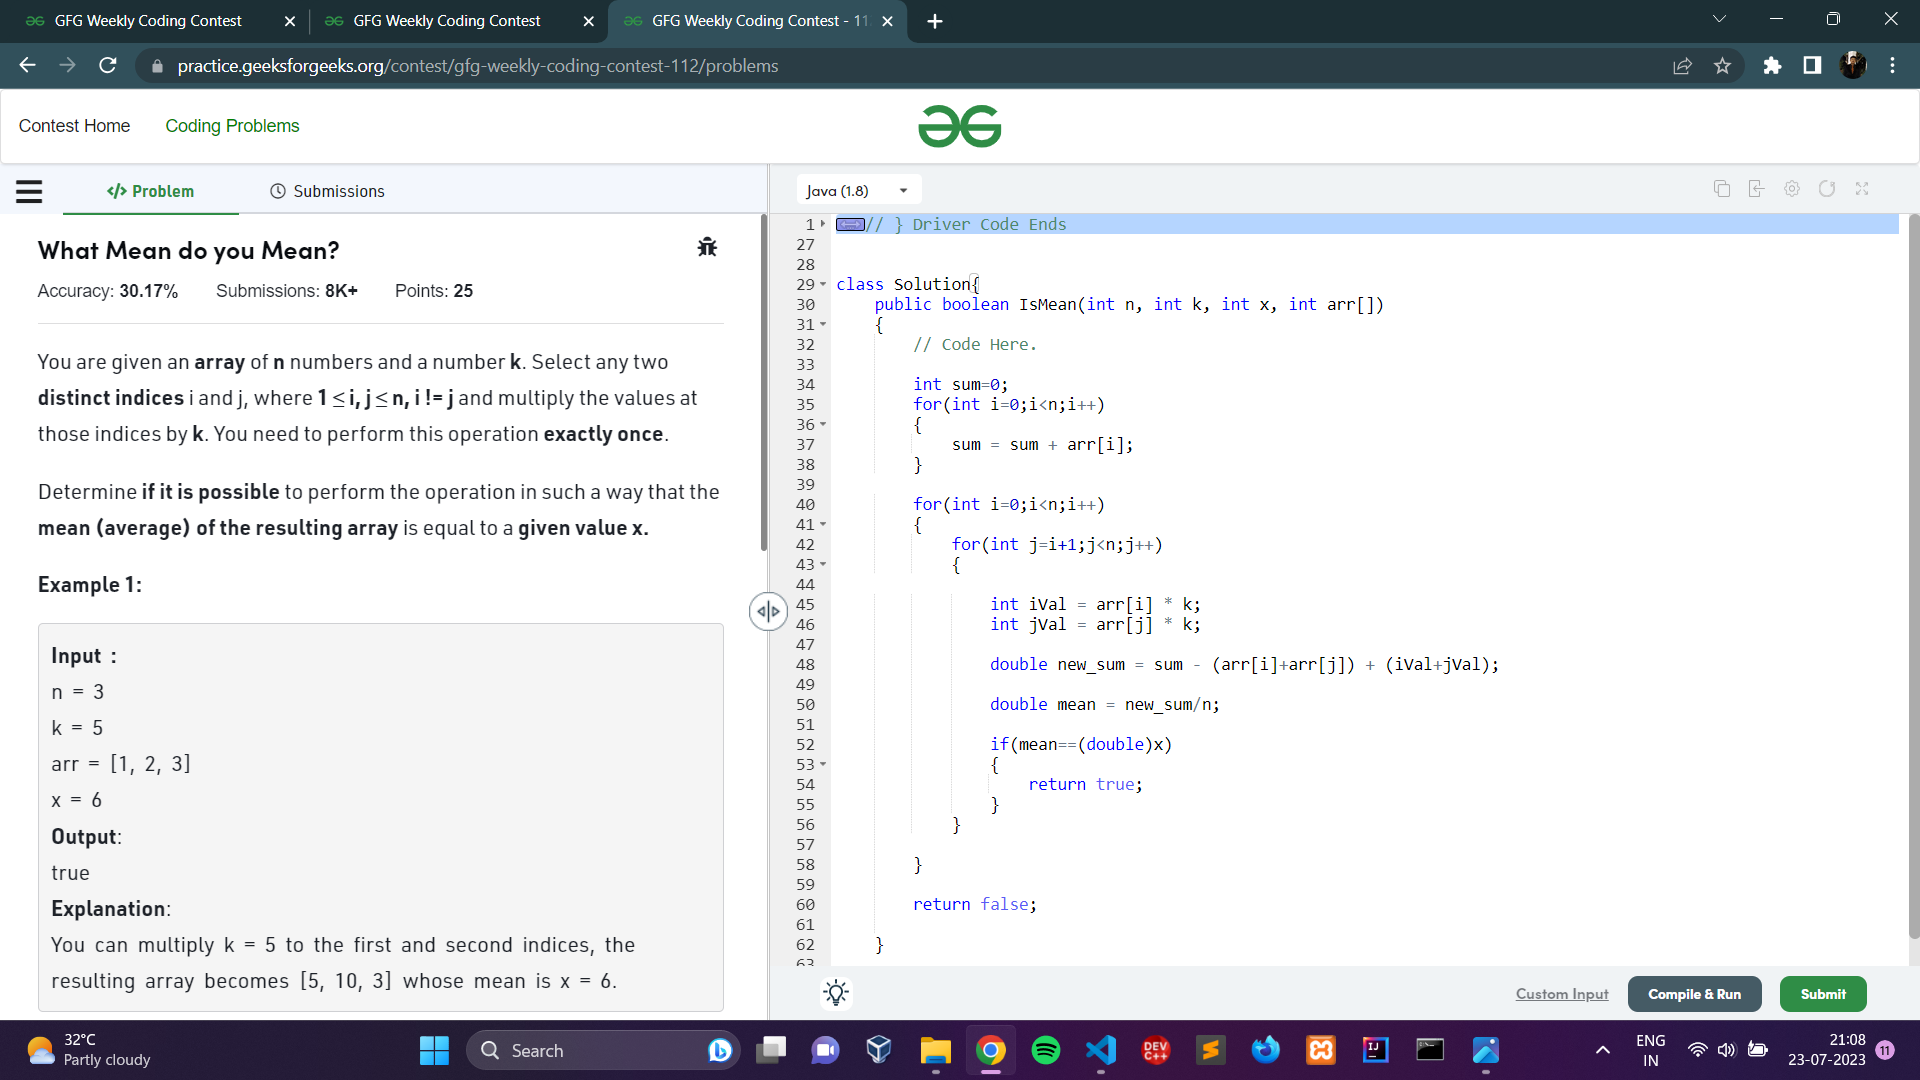 GFG Weekly Coding Contest
GFG Weekly Coding Contest
GFG Weekly Coding Contest - 11
practice.geeksforgeeks.org/contest/gfg-weekly-coding-contest-112/problems
Contest Home
Coding Problems
</> Problem
Submissions
What Mean do you Mean?
Accuracy: 30.17%
Submissions: 8K+
Points: 25
You are given an array of n numbers and a number k. Select any two
distinct indices i and j, where 1 ≤ i, j ≤ n, i != j and multiply the values at
those indices by k. You need to perform this operation exactly once.
Determine if it is possible to perform the operation in such a way that the
mean (average) of the resulting array is equal to a given value x.
Example 1:
Input :
n = 3
k = 5
arr = [1, 2, 3]
x = 6
Output:
true
Explanation:
You can multiply k = 5 to the first and second indices, the
resulting array becomes [5, 10, 3] whose mean is x = 6.
Java (1.8)
1 // } Driver Code Ends
27
28
29 class Solution{
30 public boolean IsMean(int n, int k, int x, int arr[])
31 {
32 // Code Here.
33
34 int sum=0;
35 for(int i=0;i<n;i++)
36 {
37 sum = sum + arr[i];
38 }
39
40 for(int i=0;i<n;i++)
41 {
42 for(int j=i+1;j<n;j++)
43 {
44
45 int iVal = arr[i] * k;
46 int jVal = arr[j] * k;
47
48 double new_sum = sum - (arr[i]+arr[j]) + (iVal+jVal);
49
50 double mean = new_sum/n;
51
52 if(mean==(double)x)
53 {
54 return true;
55 }
56 }
57
58 }
59
60 return false;
61
62 }
63
Custom Input
Compile & Run
Submit
32°C
Partly cloudy
Search
DEV
C++
IJ
ENG
IN
21:08
23-07-2023
11